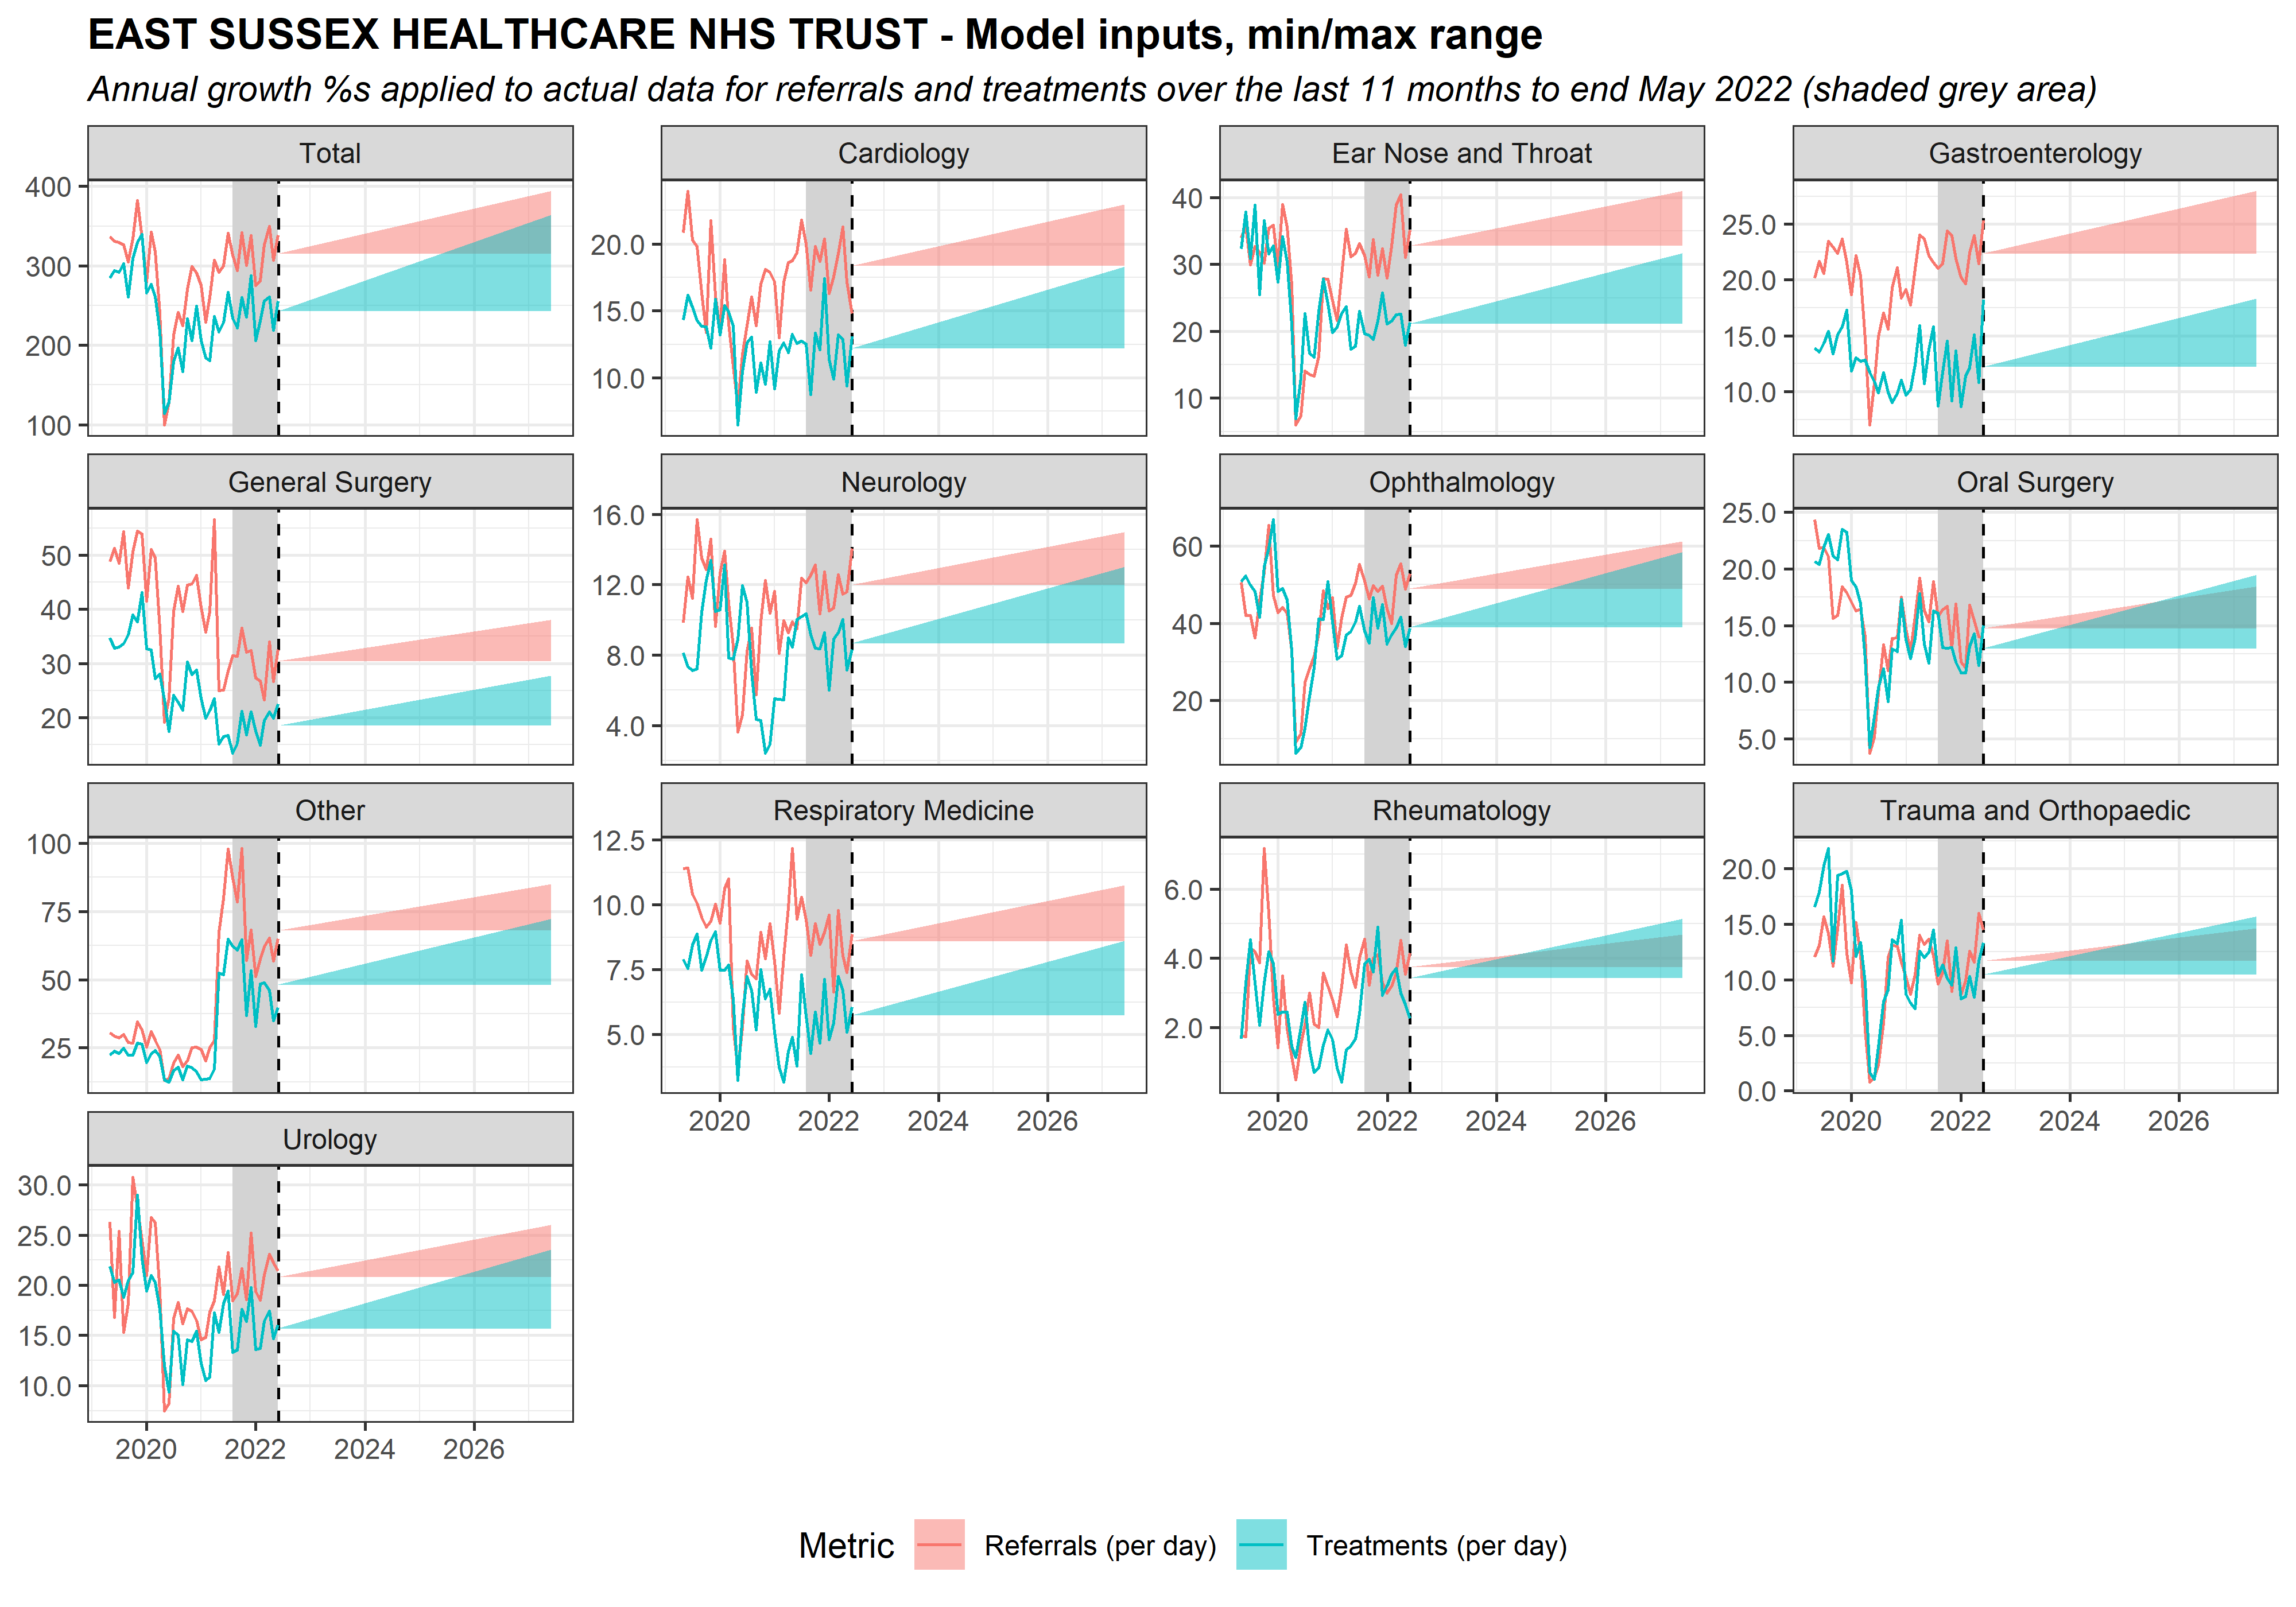 EAST SUSSEX HEALTHCARE NHS TRUST - Model inputs, min/max range
Annual growth %s applied to actual data for referrals and treatments over the last 11 months to end May 2022 (shaded grey area)
Total
400
300
200
100
Cardiology
20.0
15.0
10.0
Ear Nose and Throat
40
30
20
10
Gastroenterology
25.0
20.0
15.0
10.0
General Surgery
50
40
30
20
Neurology
16.0
12.0
8.0
4.0
Ophthalmology
60
40
20
Oral Surgery
25.0
20.0
15.0
10.0
5.0
Other
100
75
50
25
Respiratory Medicine
12.5
10.0
7.5
5.0
2020 2022 2024 2026
Rheumatology
6.0
4.0
2.0
2020 2022 2024 2026
Trauma and Orthopaedic
20.0
15.0
10.0
5.0
0.0
2020 2022 2024 2026
Urology
30.0
25.0
20.0
15.0
10.0
2020 2022 2024 2026
Metric Referrals (per day) Treatments (per day)